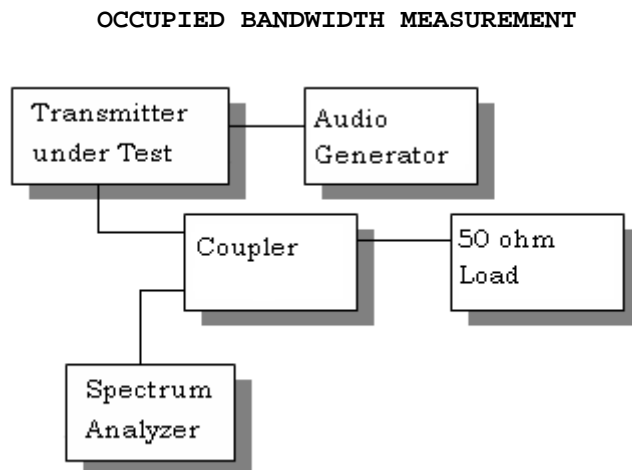 OCCUPIED BANDWIDTH MEASUREMENT
Transmitter
under Test
Audio
Generator
Coupler
50 ohm
Load
Spectrum
Analyzer